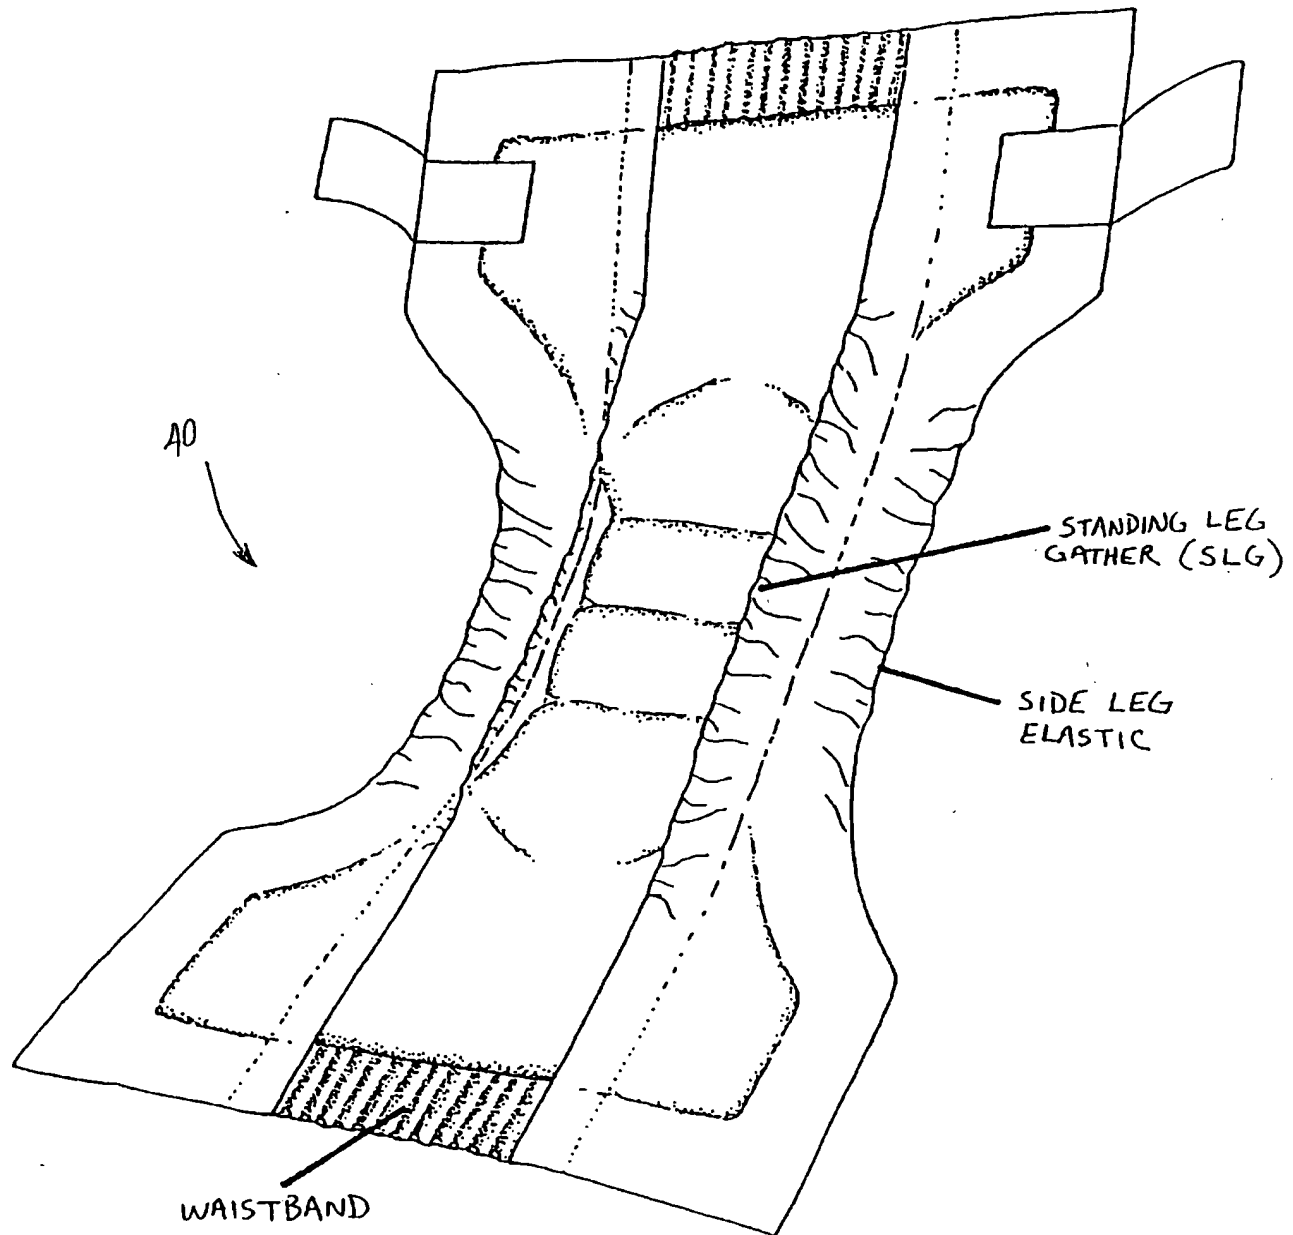 40
STANDING LEG
GATHER (SLG)
SIDE LEG
ELASTIC
WAISTBAND